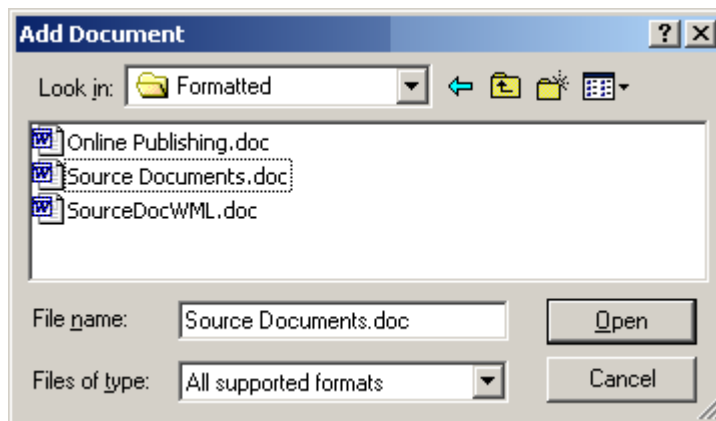 Add Document
Look in: Formatted
Online Publishing.doc
Source Documents.doc
SourceDocWML.doc
File name: Source Documents.doc Open
Files of type: All supported formats Cancel